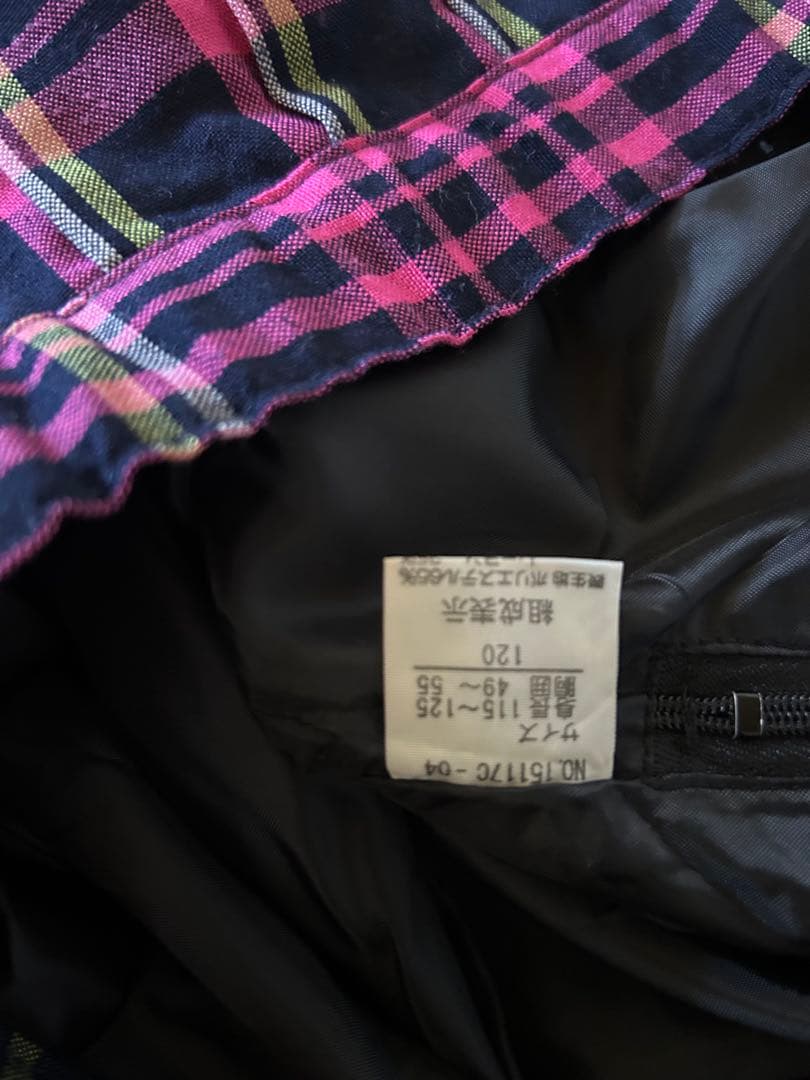 NO.15117C-04
サイズ
身長 115～125
胸囲 49～55
120
組成表示
表生地 ポリエステル65%